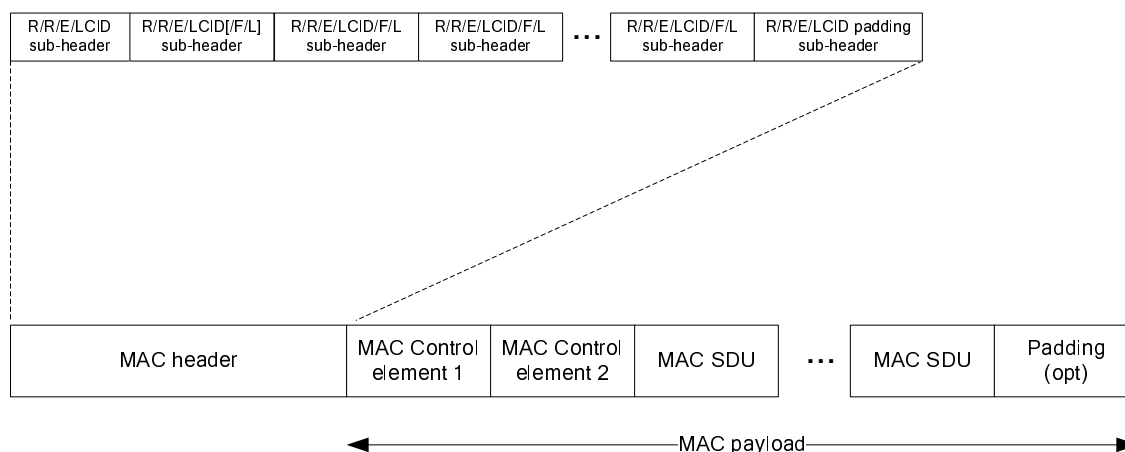 R/R/E/LCID
sub-header
R/R/E/LCID[/F/L]
sub-header
R/R/E/LCID/F/L
sub-header
R/R/E/LCID/F/L
sub-header
...
R/R/E/LCID/F/L
sub-header
R/R/E/LCID padding
sub-header
MAC header
MAC Control
element 1
MAC Control
element 2
MAC SDU
...
MAC SDU
Padding
(opt)
MAC payload